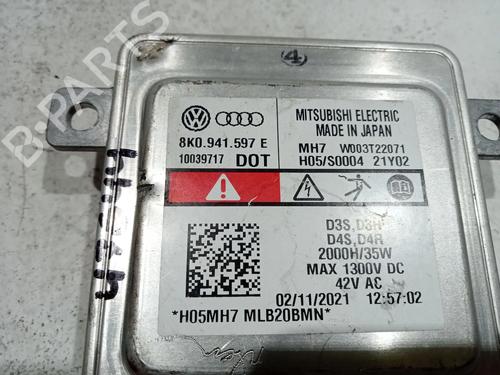 4
8K0.941.597 E
10039717 DOT
MITSUBISHI ELECTRIC
MADE IN JAPAN
MH7 W003T22071
H05/S0004 21Y02
D3S, D3R
D4S, D4R
2000H/35W
MAX 1300V DC
42V AC
02/11/2021 12:57:02
*H05MH7 MLB20BMN*
B-PARTS